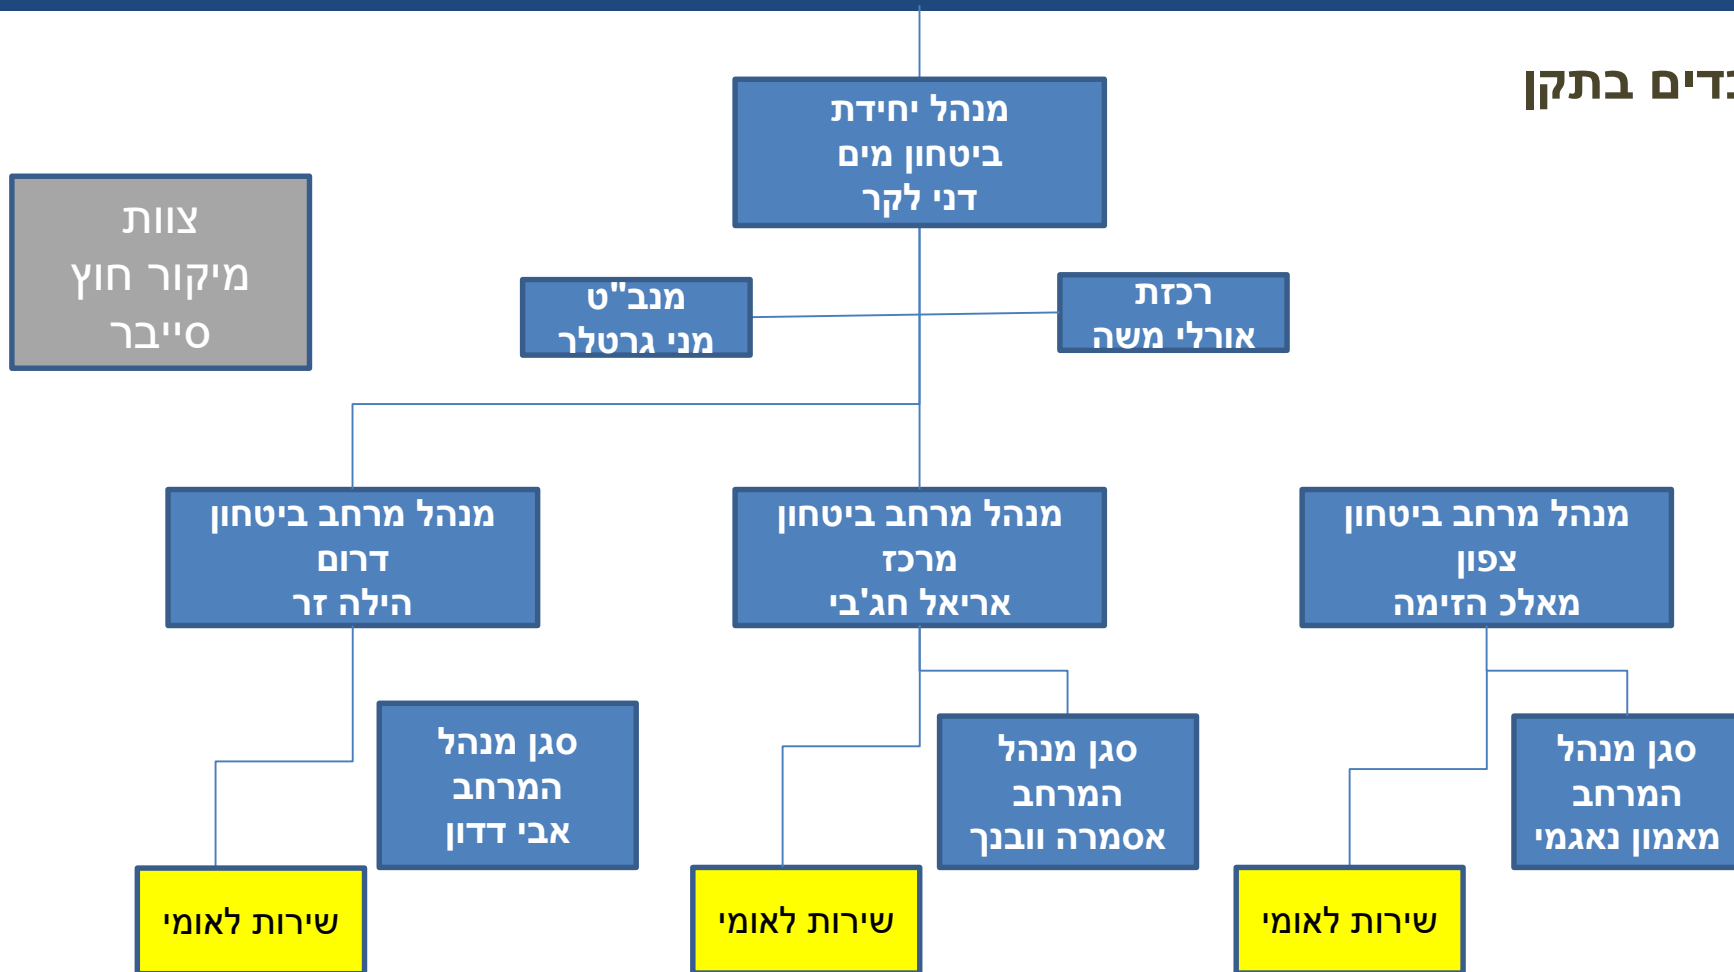 בתקן
מנהל יחידת
ביטחון מים
דני לקר
צוות
מיקור חוץ
סייבר
רכזת
אורלי משה
מנב"ט
מני גרטלר
מנהל מרחב ביטחון
צפון
מאלכ הזימה
מנהל מרחב ביטחון
מרכז
אריאל חג'בי
מנהל מרחב ביטחון
דרום
הילה זר
סגן מנהל
המרחב
מאמון נאגמי
סגן מנהל
המרחב
אסמרה וובנך
סגן מנהל
המרחב
אבי דדון
שירות לאומי
שירות לאומי
שירות לאומי